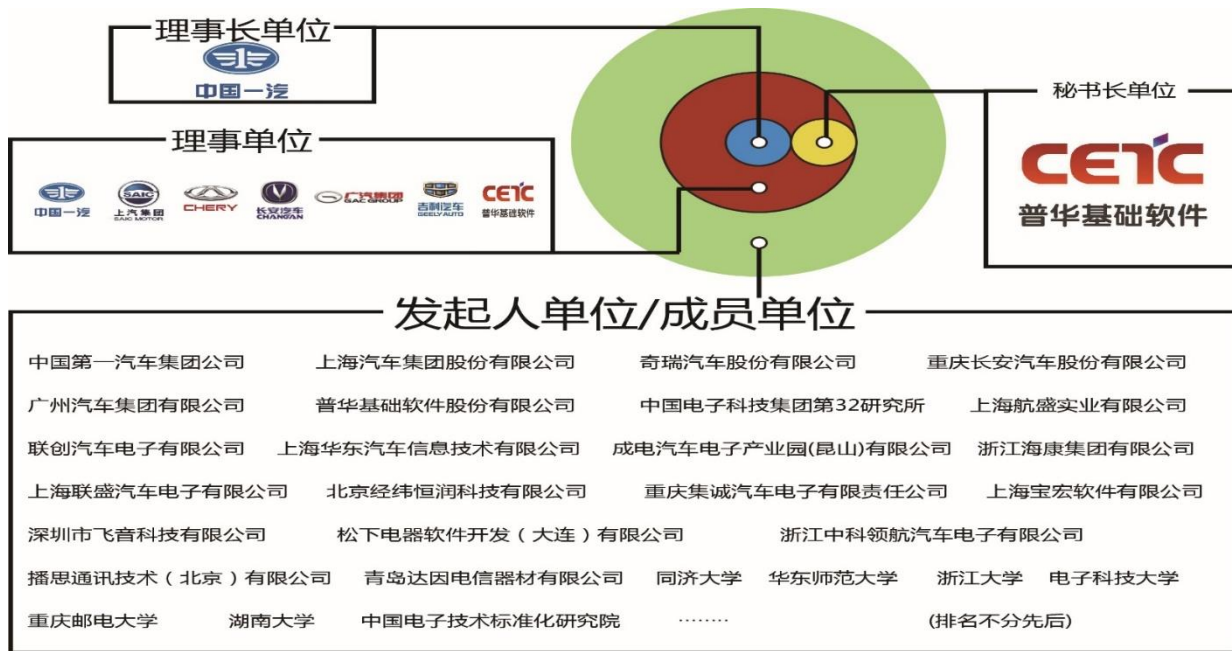 理事长单位
中国一汽
秘书长单位
CETC
普华基础软件
理事单位
中国一汽
SAIC
上汽集团
SAIC MOTOR
CHERY
长安汽车
CHANGAN
广汽集团
GAC GROUP
吉利汽车
GEELY AUTO
CETC
普华基础软件
发起人单位/成员单位
中国第一汽车集团公司 上海汽车集团股份有限公司 奇瑞汽车股份有限公司 重庆长安汽车股份有限公司
广州汽车集团有限公司 普华基础软件股份有限公司 中国电子科技集团第32研究所 上海航盛实业有限公司
联创汽车电子有限公司 上海华东汽车信息技术有限公司 成电汽车电子产业园(昆山)有限公司 浙江海康集团有限公司
上海联盛汽车电子有限公司 北京经纬恒润科技有限公司 重庆集诚汽车电子有限责任公司 上海宝宏软件有限公司
深圳市飞音科技有限公司 松下电器软件开发（大连）有限公司 浙江中科领航汽车电子有限公司
播思通讯技术（北京）有限公司 青岛达因电信器材有限公司 同济大学 华东师范大学 浙江大学 电子科技大学
重庆邮电大学 湖南大学 中国电子技术标准化研究院 ········ (排名不分先后)